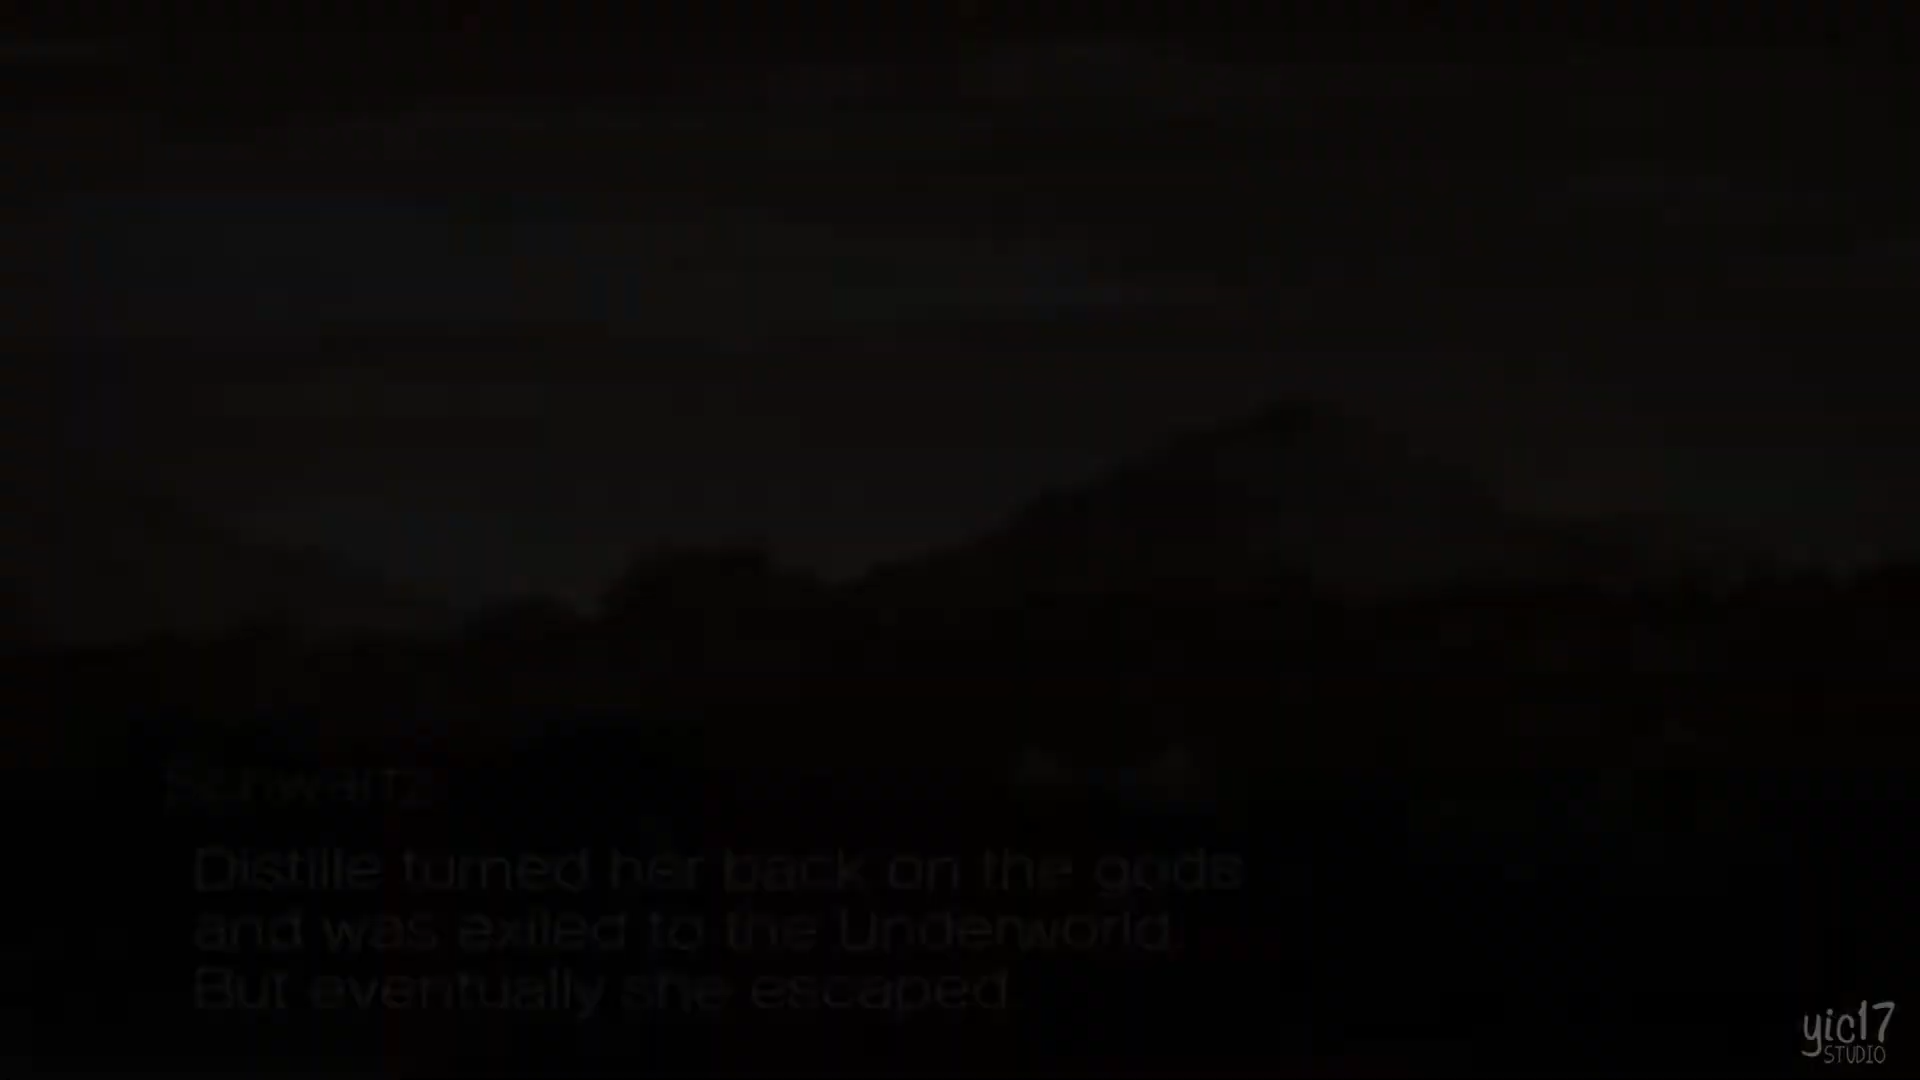 Schwartz
Distille turned her back on the gods
and was exiled to the Underworld.
But eventually she escaped
yic17
STUDIO